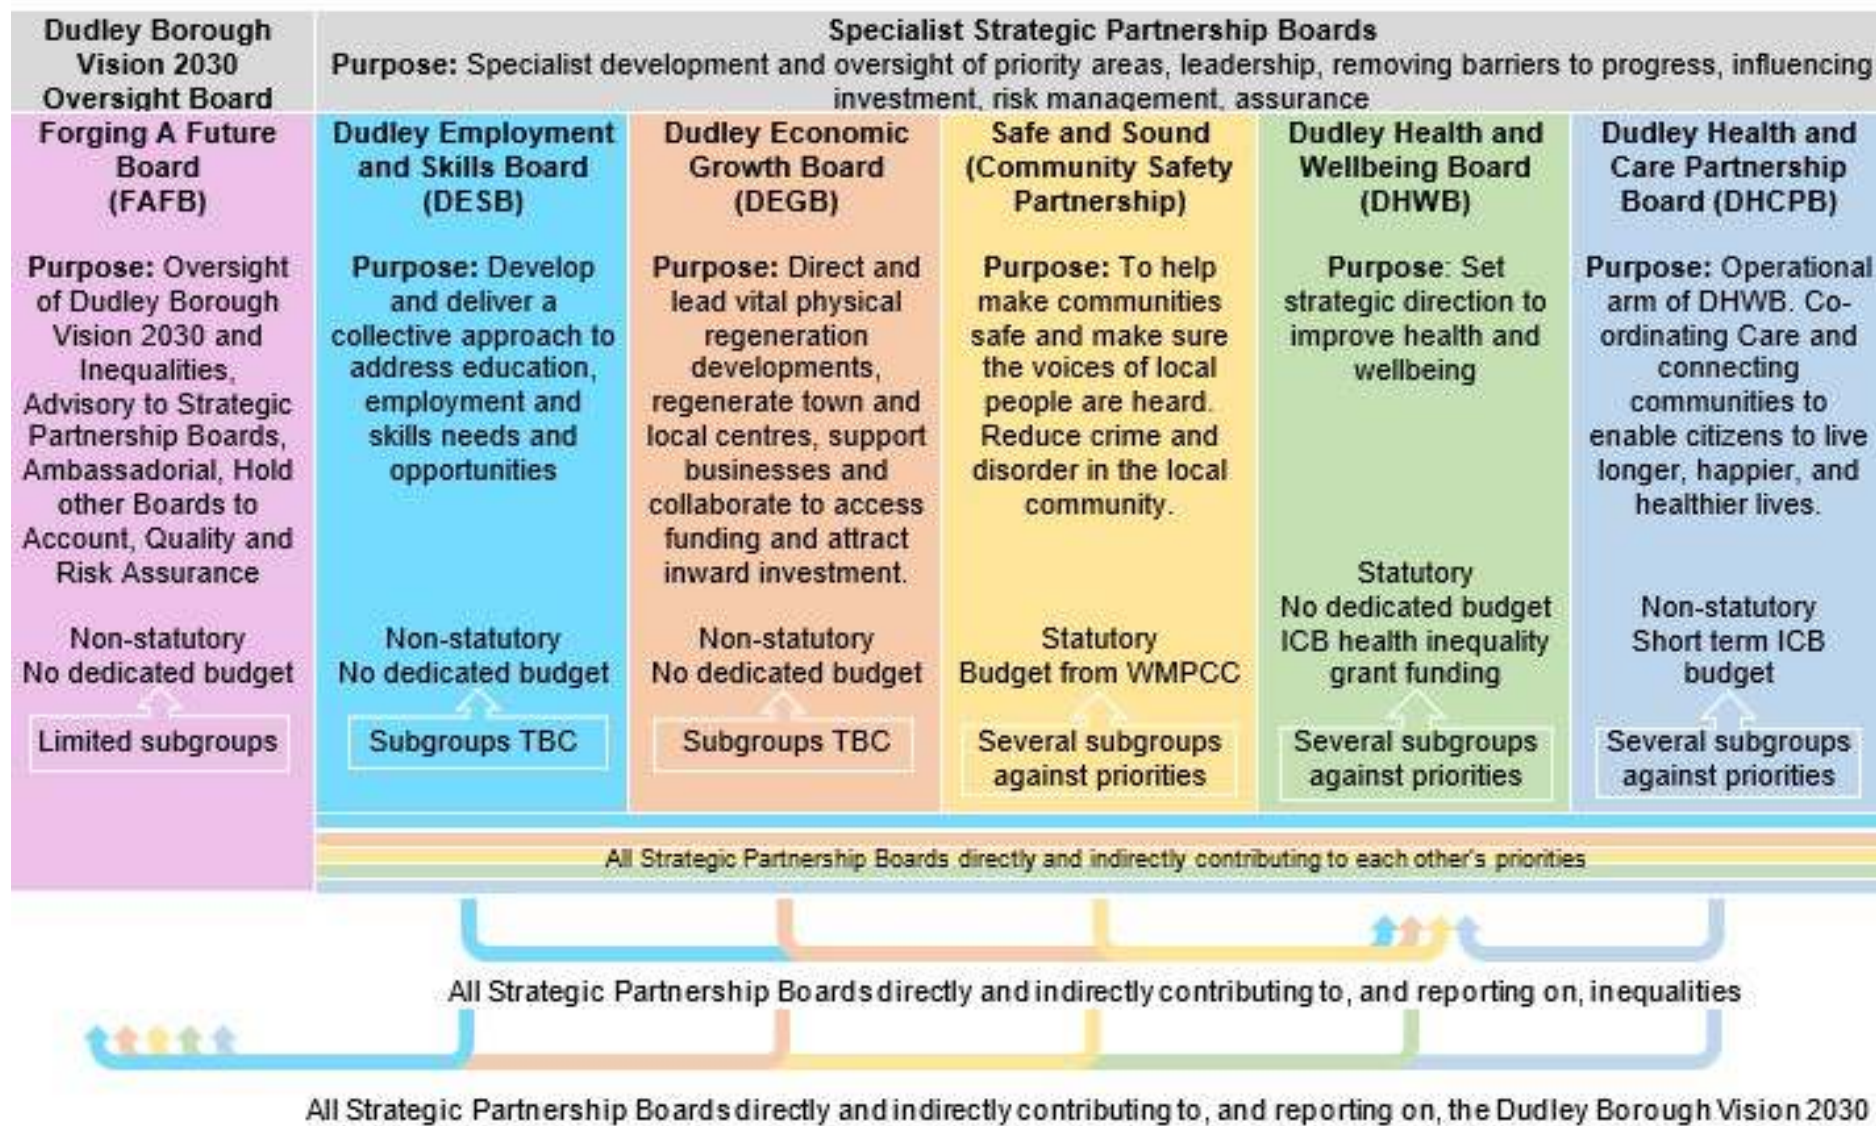 Dudley Borough
Vision 2030
Oversight Board
Specialist Strategic Partnership Boards
Purpose: Specialist development and oversight of priority areas, leadership, removing barriers to progress, influencing
investment, risk management, assurance
Forging A Future
Board
(FAFB)
Purpose: Oversight
of Dudley Borough
Vision 2030 and
Inequalities,
Advisory to Strategic
Partnership Boards,
Ambassadorial, Hold
other Boards to
Account, Quality and
Risk Assurance
Non-statutory
No dedicated budget
Limited subgroups
Dudley Employment
and Skills Board
(DESB)
Purpose: Develop
and deliver a
collective approach to
address education,
employment and
skills needs and
opportunities
Non-statutory
No dedicated budget
Subgroups TBC
Dudley Economic
Growth Board
(DEGB)
Purpose: Direct and
lead vital physical
regeneration
developments,
regenerate town and
local centres, support
businesses and
collaborate to access
funding and attract
inward investment.
Non-statutory
No dedicated budget
Subgroups TBC
Safe and Sound
(Community Safety
Partnership)
Purpose: To help
make communities
safe and make sure
the voices of local
people are heard.
Reduce crime and
disorder in the local
community.
Statutory
Budget from WMPCC
Several subgroups
against priorities
Dudley Health and
Wellbeing Board
(DHWB)
Purpose: Set
strategic direction to
improve health and
wellbeing
Statutory
No dedicated budget
ICB health inequality
grant funding
Several subgroups
against priorities
Dudley Health and
Care Partnership
Board (DHCPB)
Purpose: Operational
arm of DHWB. Co-
ordinating Care and
connecting
communities to
enable citizens to live
longer, happier, and
healthier lives.
Non-statutory
Short term ICB
budget
Several subgroups
against priorities
All Strategic Partnership Boards directly and indirectly contributing to each other's priorities
All Strategic Partnership Boards directly and indirectly contributing to, and reporting on, inequalities
All Strategic Partnership Boards directly and indirectly contributing to, and reporting on, the Dudley Borough Vision 2030